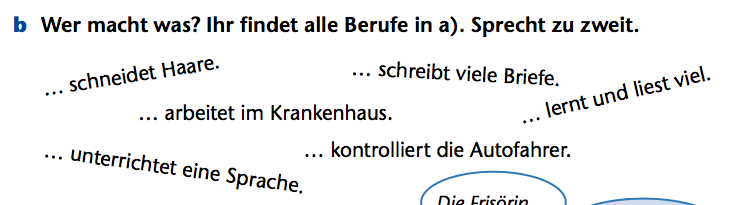 b Wer macht was? Ihr findet alle Berufe in a). Sprecht zu zweit.
… schneidet Haare.
… schreibt viele Briefe.
… lernt und liest viel.
… arbeitet im Krankenhaus.
… unterrichtet eine Sprache.
… kontrolliert die Autofahrer.
Die Frisörin